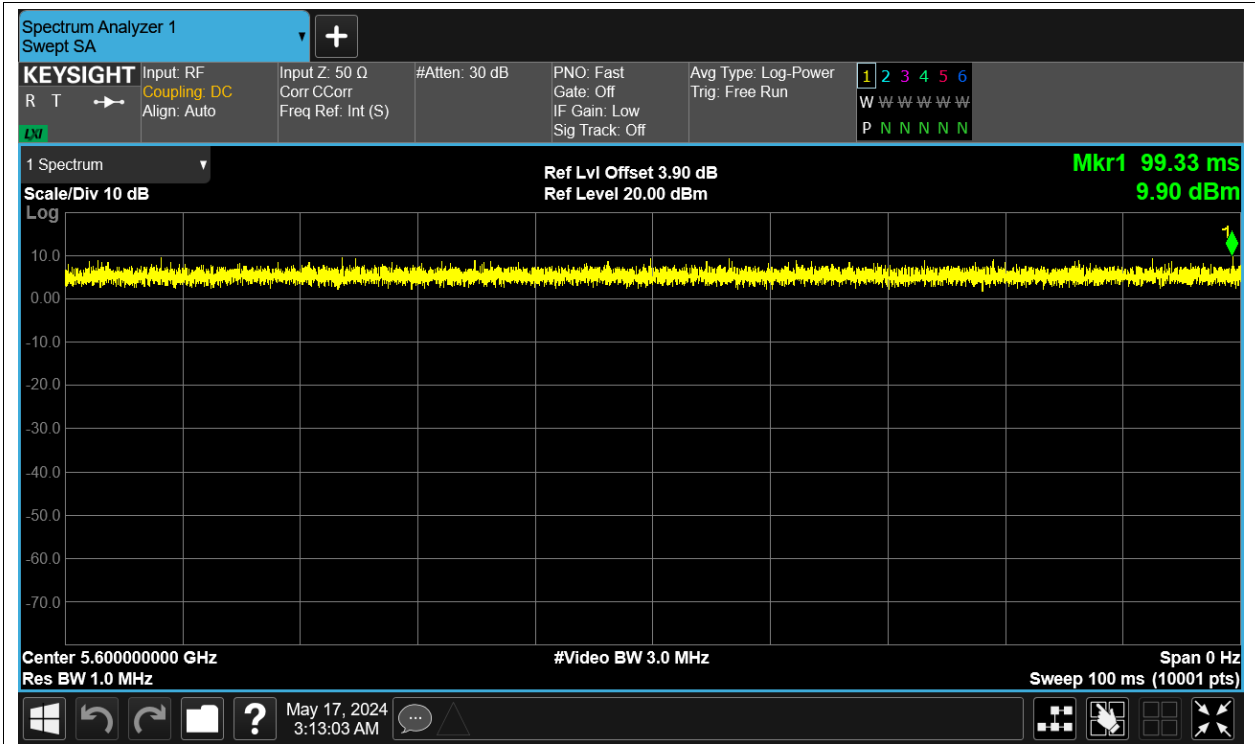 Spectrum Analyzer 1
Swept SA
KEYSIGHT
R T
LXI
Input: RF
Coupling: DC
Align: Auto
Input Z: 50 Ω
Corr CCorr
Freq Ref: Int (S)
#Atten: 30 dB
PNO: Fast
Gate: Off
IF Gain: Low
Sig Track: Off
Avg Type: Log-Power
Trig: Free Run
1 2 3 4 5 6
W W W W W W
P N N N N N
1 Spectrum
Scale/Div 10 dB
Log
Ref Lvl Offset 3.90 dB
Ref Level 20.00 dBm
Mkr1 99.33 ms
9.90 dBm
1
10.0
0.00
-10.0
-20.0
-30.0
-40.0
-50.0
-60.0
-70.0
Center 5.600000000 GHz
#Video BW 3.0 MHz
Span 0 Hz
Res BW 1.0 MHz
Sweep 100 ms (10001 pts)
?
May 17, 2024
3:13:03 AM